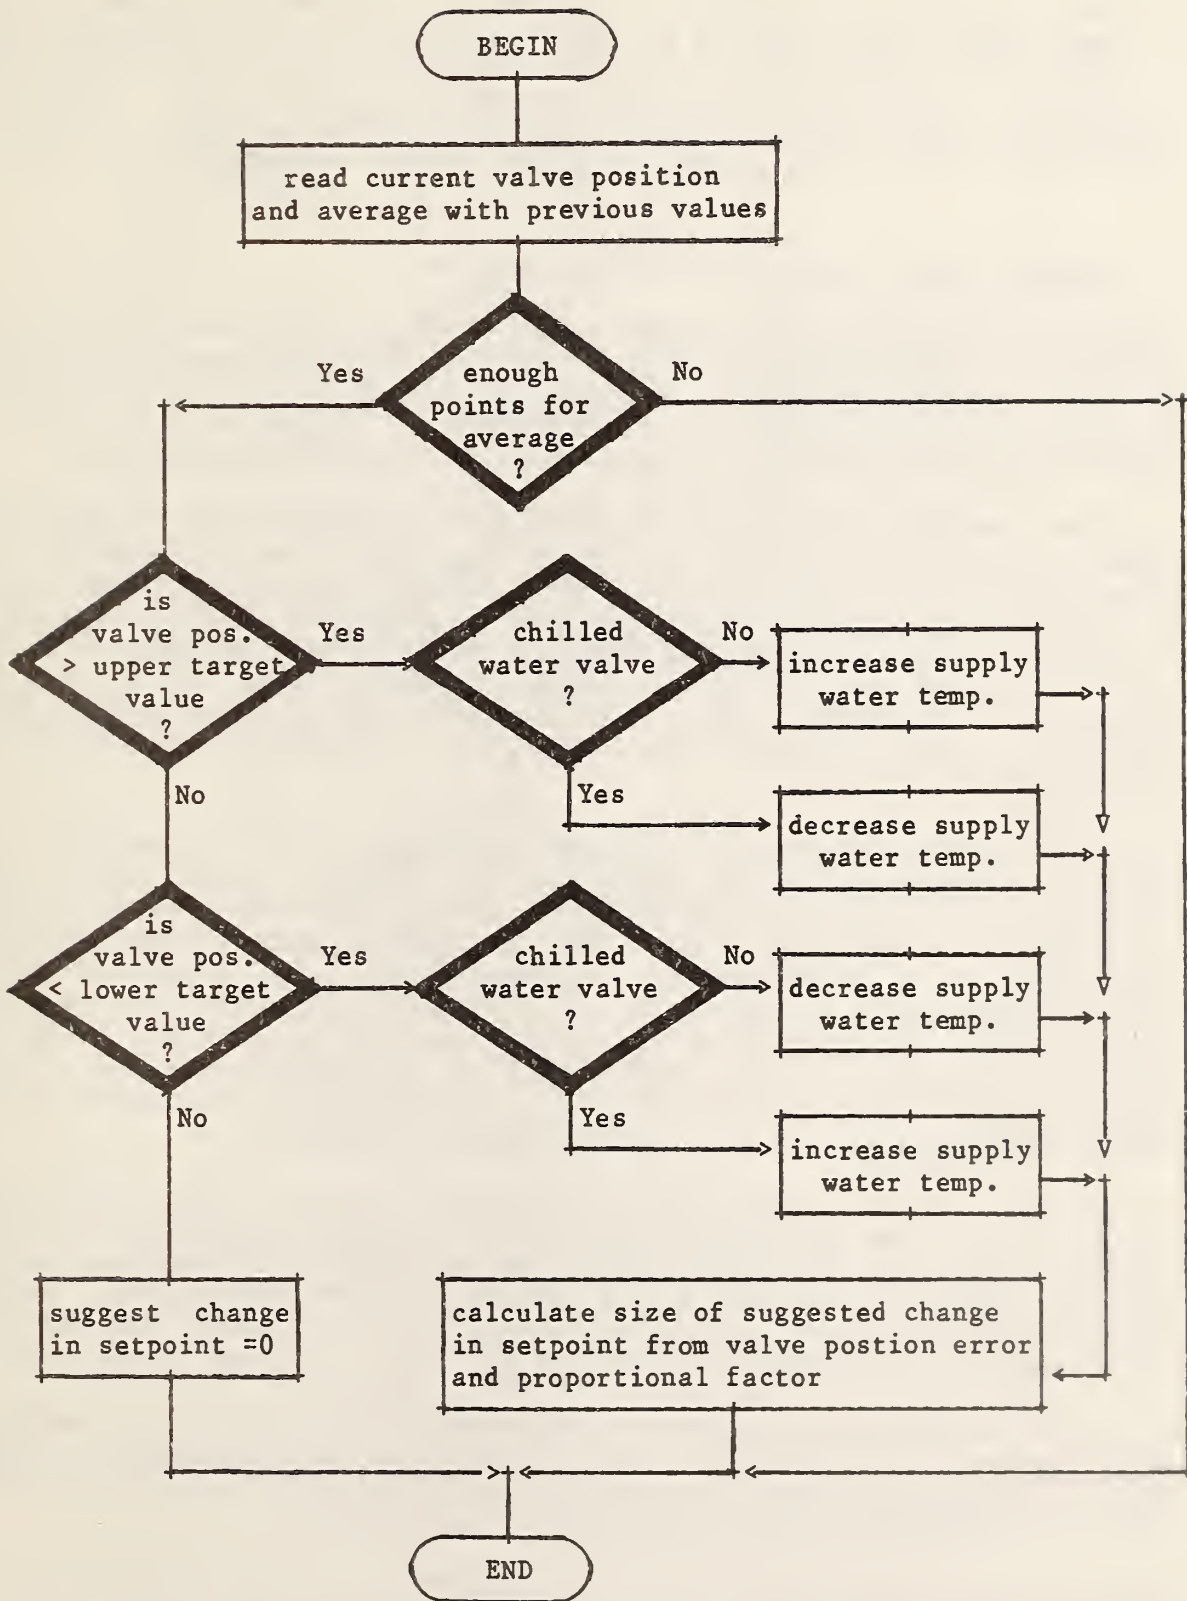 BEGIN
read current valve position
and average with previous values
Yes
enough
points for
average
?
No
is
valve pos.
> upper target
value
?
Yes
chilled
water valve
?
No
increase supply
water temp.
No
Yes
decrease supply
water temp.
is
valve pos.
< lower target
value
?
Yes
chilled
water valve
?
No
decrease supply
water temp.
No
Yes
increase supply
water temp.
suggest change
in setpoint =0
calculate size of suggested change
in setpoint from valve postion error
and proportional factor
END